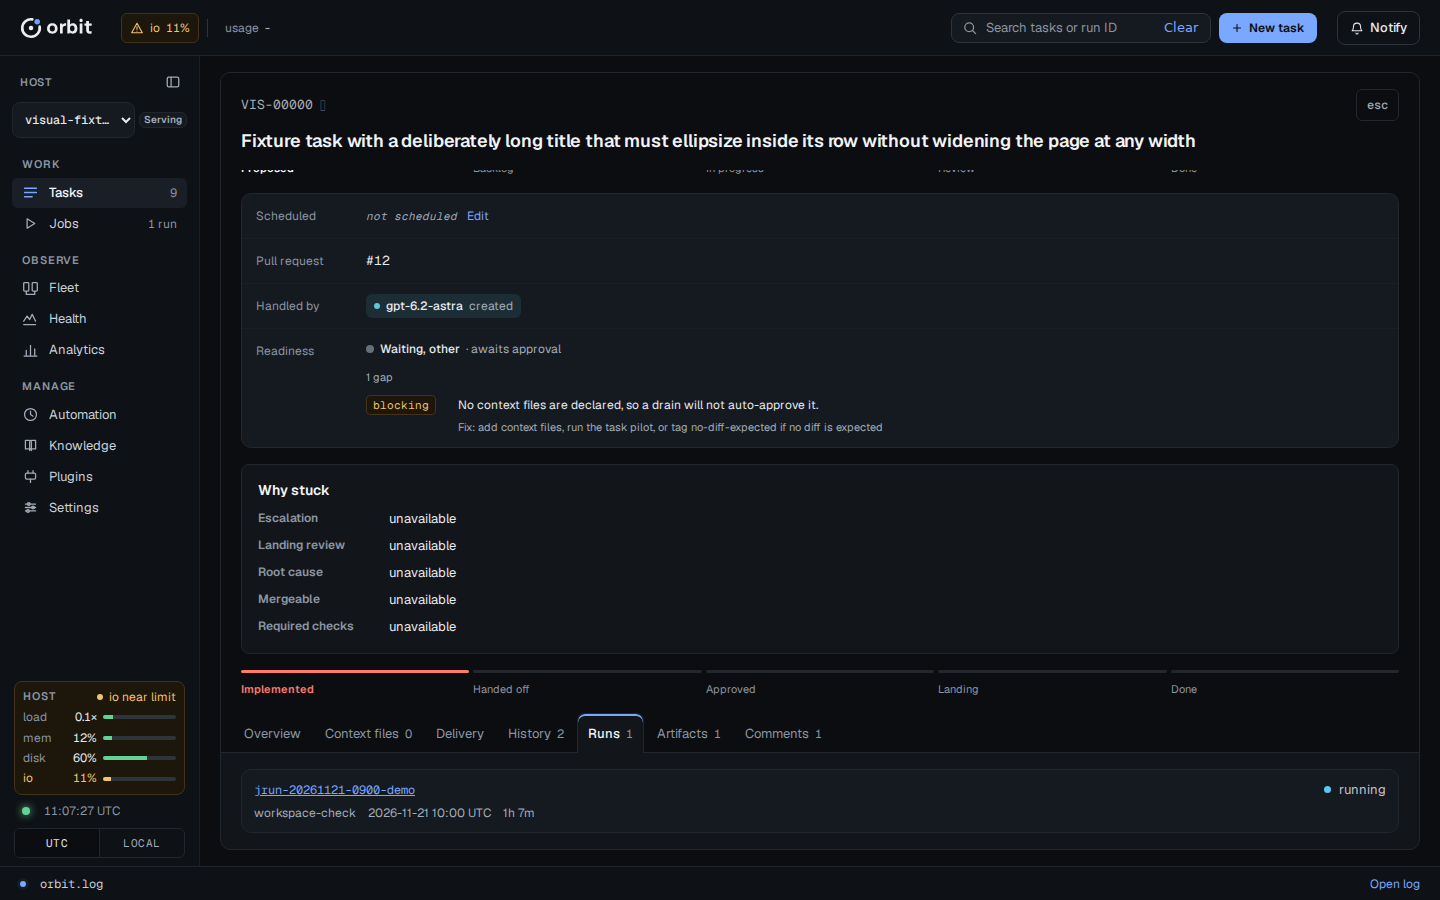 orbit
io 11%
usage -
Search tasks or run ID
Clear
+ New task
Notify
HOST
visual-fixt...
Serving
WORK
Tasks 9
Jobs 1 run
OBSERVE
Fleet
Health
Analytics
MANAGE
Automation
Knowledge
Plugins
Settings
HOST io near limit
load 0.1×
mem 12%
disk 60%
io 11%
11:07:27 UTC
UTC LOCAL
VIS-00000
esc
Fixture task with a deliberately long title that must ellipsize inside its row without widening the page at any width
Proposed Backlog In progress Review Done
Scheduled not scheduled Edit
Pull request #12
Handled by gpt-6.2-astra created
Readiness Waiting, other · awaits approval
1 gap
blocking No context files are declared, so a drain will not auto-approve it.
Fix: add context files, run the task pilot, or tag no-diff-expected if no diff is expected
Why stuck
Escalation unavailable
Landing review unavailable
Root cause unavailable
Mergeable unavailable
Required checks unavailable
Implemented Handed off Approved Landing Done
Overview Context files 0 Delivery History 2 Runs 1 Artifacts 1 Comments 1
jrun-20261121-0900-demo running
workspace-check 2026-11-21 10:00 UTC 1h 7m
orbit.log Open log